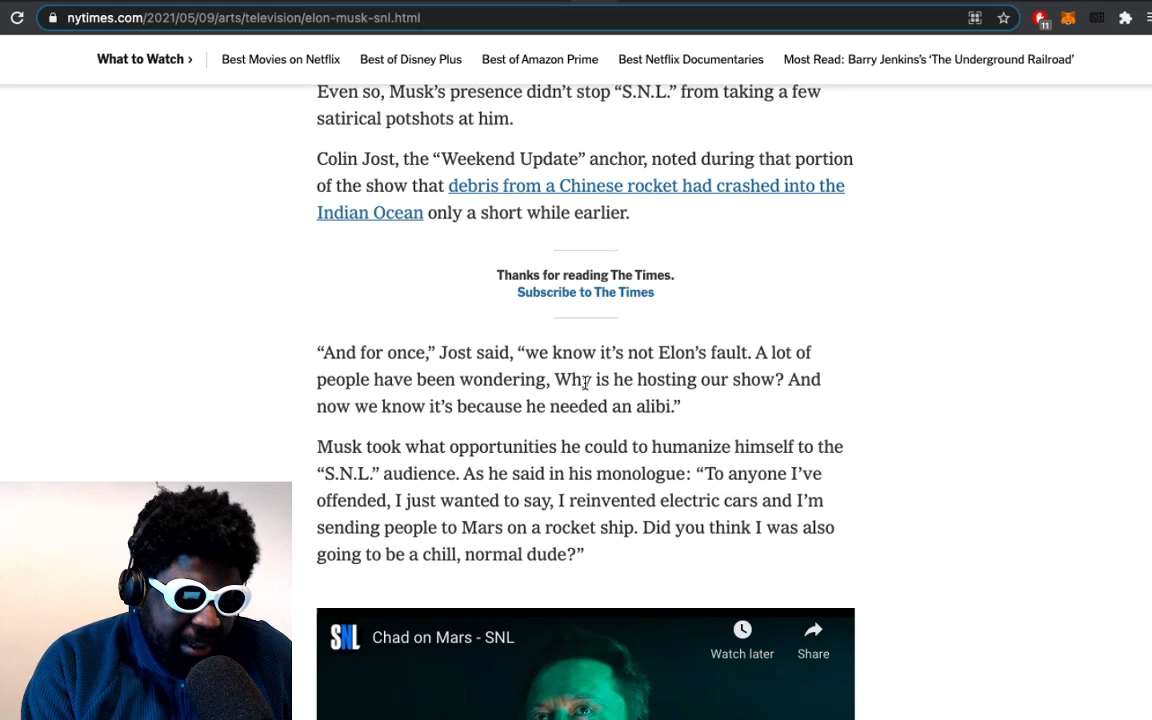 nytimes.com/2021/05/09/arts/television/elon-musk-snl.html
11
What to Watch ›
Best Movies on Netflix
Best of Disney Plus
Best of Amazon Prime
Best Netflix Documentaries
Most Read: Barry Jenkins's ‘The Underground Railroad’
Even so, Musk’s presence didn’t stop “S.N.L.” from taking a few
satirical potshots at him.
Colin Jost, the “Weekend Update” anchor, noted during that portion
of the show that debris from a Chinese rocket had crashed into the
Indian Ocean only a short while earlier.
Thanks for reading The Times.
Subscribe to The Times
“And for once,” Jost said, “we know it’s not Elon’s fault. A lot of
people have been wondering, Why is he hosting our show? And
now we know it’s because he needed an alibi.”
Musk took what opportunities he could to humanize himself to the
“S.N.L.” audience. As he said in his monologue: “To anyone I’ve
offended, I just wanted to say, I reinvented electric cars and I’m
sending people to Mars on a rocket ship. Did you think I was also
going to be a chill, normal dude?”
SNL
Chad on Mars - SNL
Watch later
Share